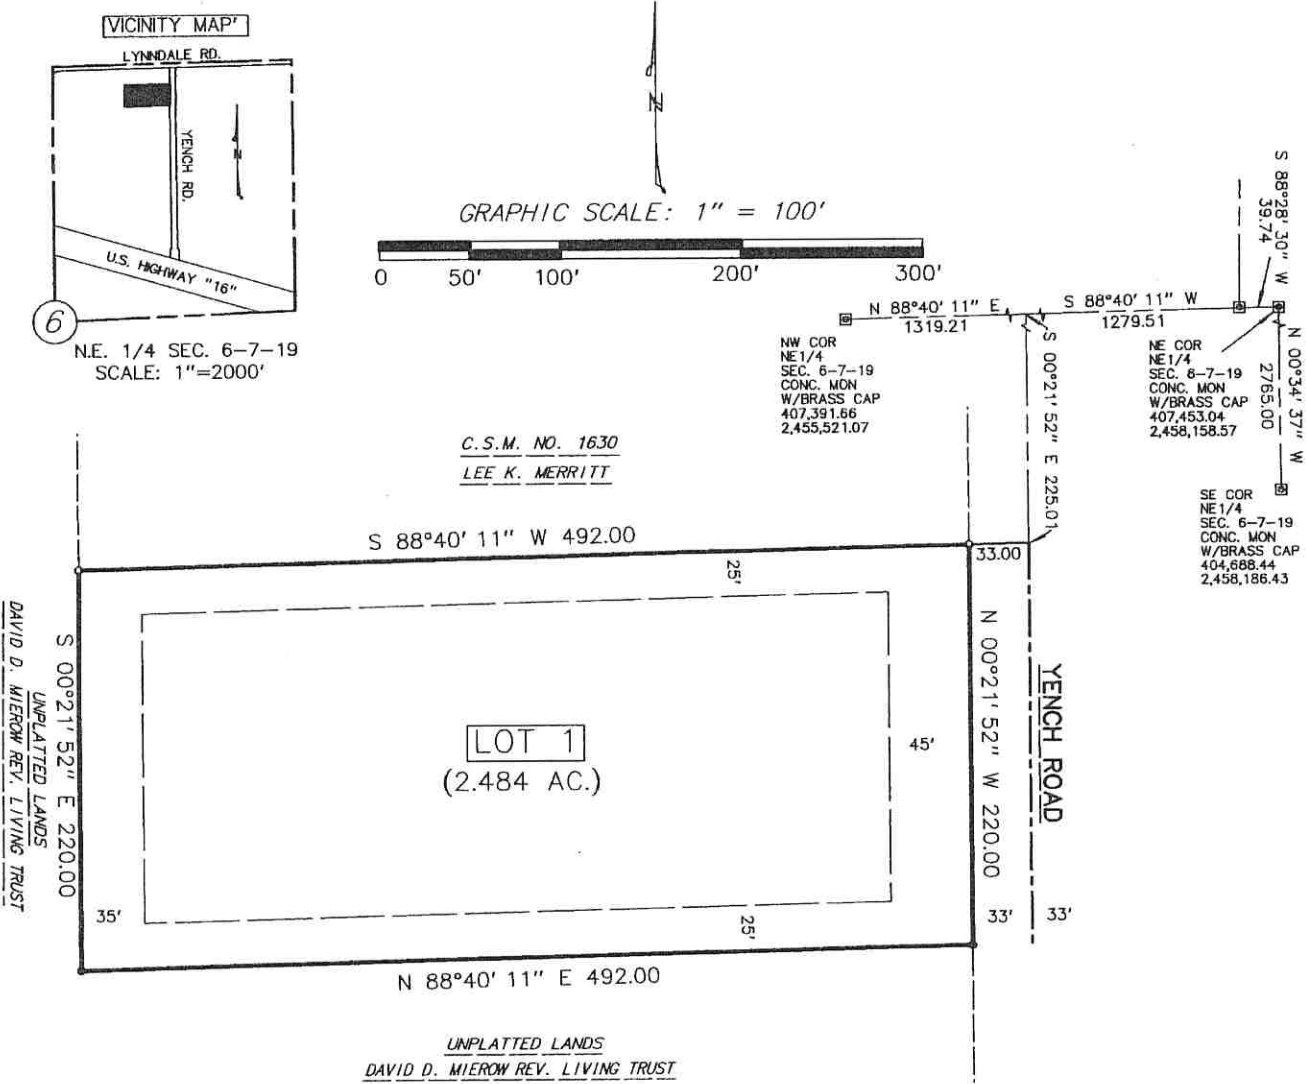 VICINITY MAP'
LYNNDALE RD.
YENCH RD.
N
U.S. HIGHWAY "16"
6
N.E. 1/4 SEC. 6-7-19
SCALE: 1"=2000'
N
GRAPHIC SCALE: 1" = 100'
0 50' 100' 200' 300'
S 88°28' 30" W
39.74
N 88°40' 11" E
1319.21
S 88°40' 11" W
1279.51
NW COR
NE1/4
SEC. 6-7-19
CONC. MON
W/BRASS CAP
407,391.66
2,455,521.07
S 00°21' 52" E 225.01
NE COR
NE1/4
SEC. 6-7-19
CONC. MON
W/BRASS CAP
407,453.04
2,458,158.57
N 00°34' 37" W
2765.00
SE COR
NE1/4
SEC. 6-7-19
CONC. MON
W/BRASS CAP
404,688.44
2,458,186.43
C.S.M. NO. 1630
LEE K. MERRITT
S 88°40' 11" W 492.00
33.00
25'
DAVID D. MIEROW REV. LIVING TRUST
UNPLATTED LANDS
S 00°21' 52" E 220.00
LOT 1
(2.484 AC.)
45'
N 00°21' 52" W 220.00
YENCH ROAD
35'
25'
33'
33'
N 88°40' 11" E 492.00
UNPLATTED LANDS
DAVID D. MIEROW REV. LIVING TRUST